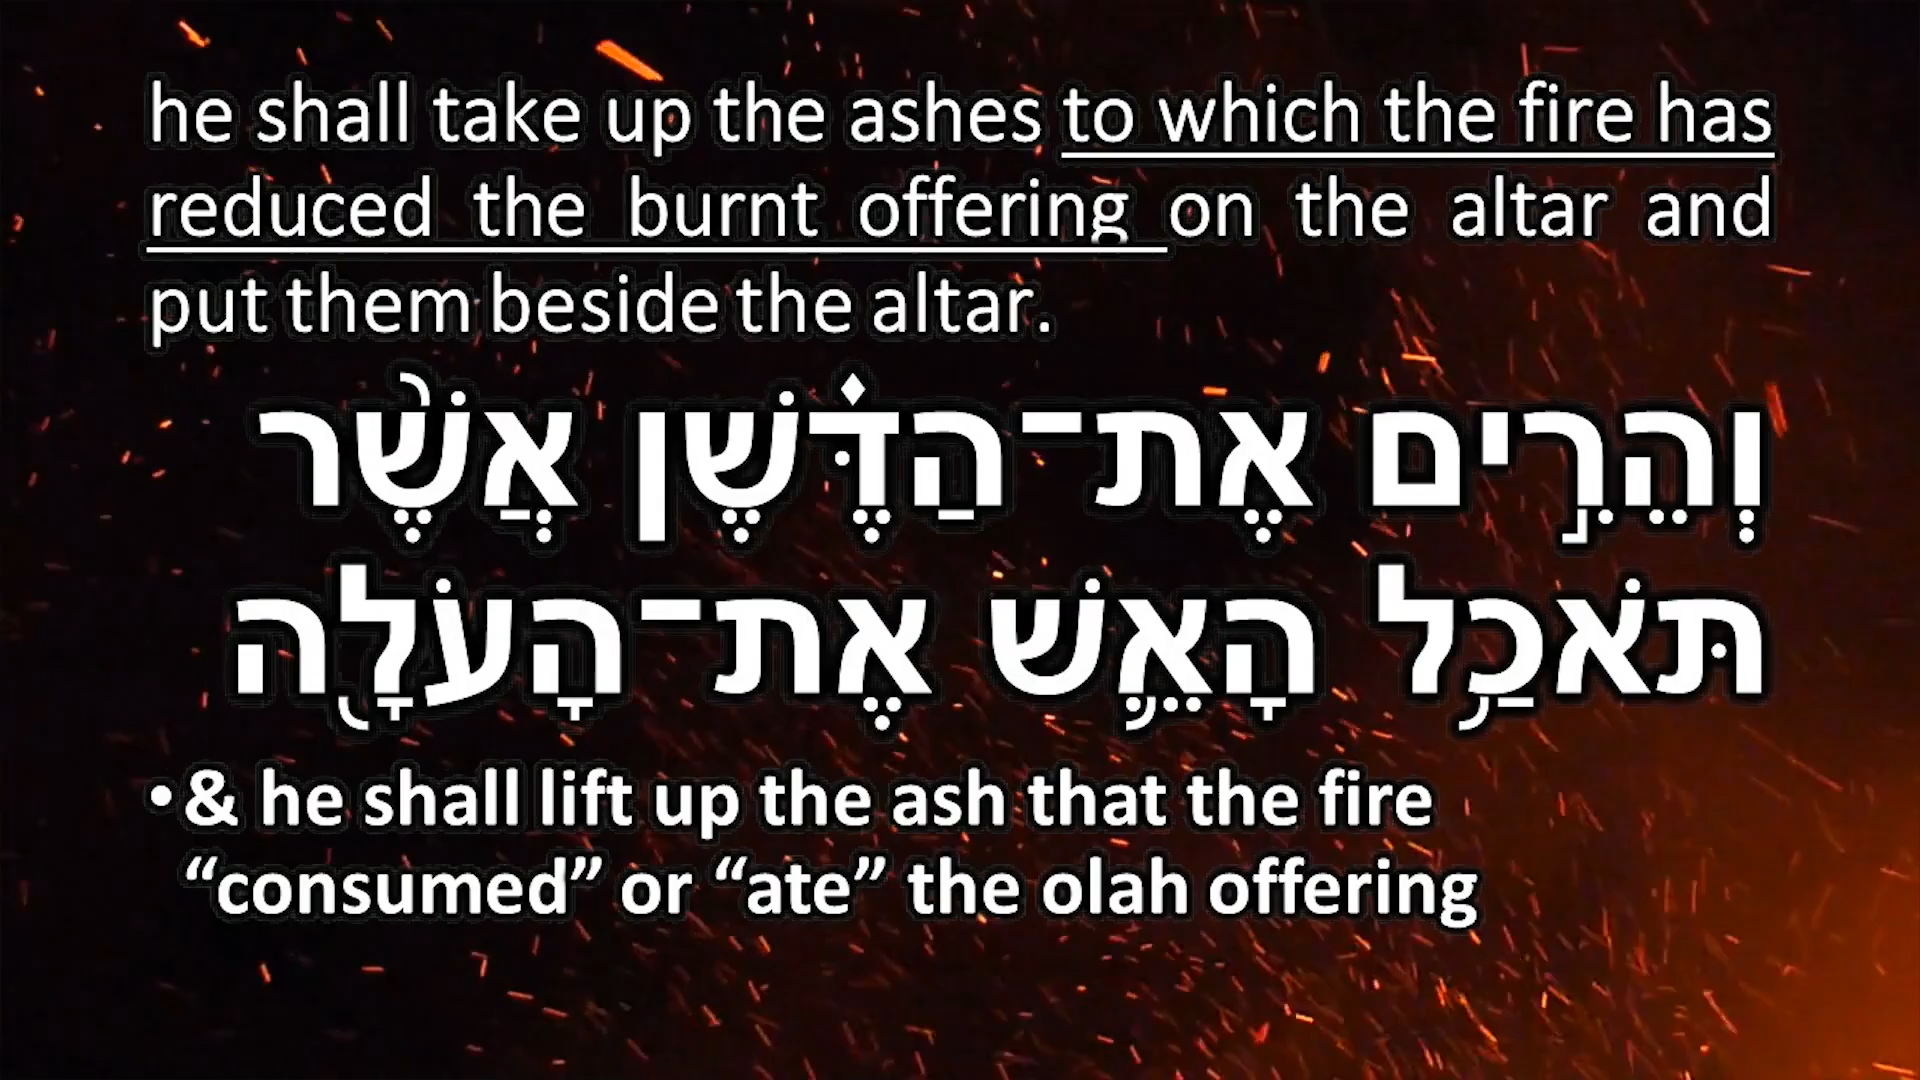 he shall take up the ashes to which the fire has
reduced the burnt offering on the altar and
put them beside the altar.
וְהֵרִ֣ים אֶת־הַדֶּ֗שֶׁן אֲשֶׁ֨ר
תֹּאכַ֥ל הָאֵ֛שׁ אֶת־הָעֹלָ֖ה
•& he shall lift up the ash that the fire
“consumed” or “ate” the olah offering